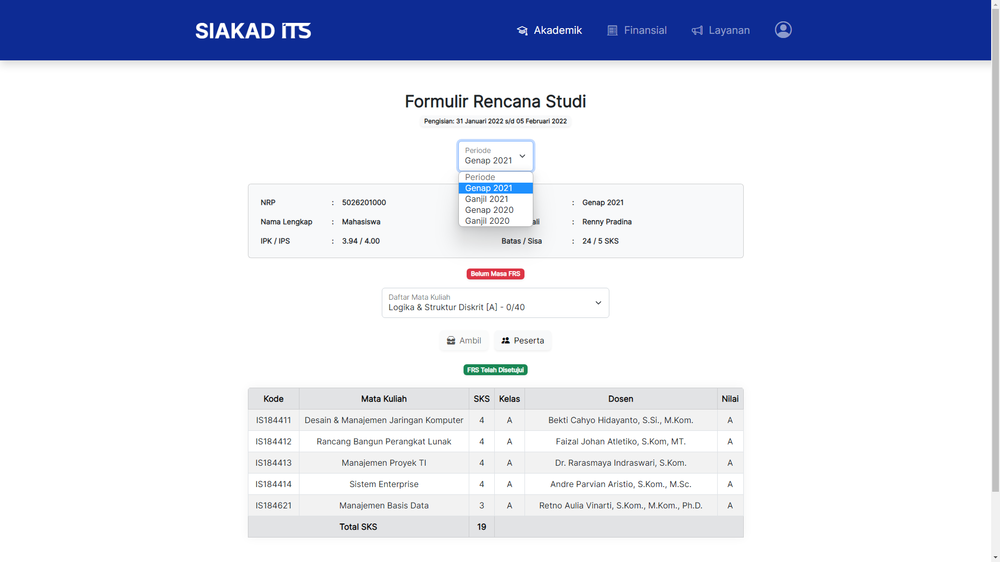 SIAKAD ITS
Akademik
Finansial
Layanan
Formulir Rencana Studi
Pengisian: 31 Januari 2022 s/d 05 Februari 2022
Periode
Genap 2021
Periode
Genap 2021
Ganjil 2021
Genap 2020
Ganjil 2020
NRP : 5026201000 : Genap 2021
Nama Lengkap : Mahasiswa ali : Renny Pradina
IPK / IPS : 3.94 / 4.00 Batas / Sisa : 24 / 5 SKS
Belum Masa FRS
Daftar Mata Kuliah
Logika & Struktur Diskrit [A] - 0/40
Ambil Peserta
FRS Telah Disetujui
Kode Mata Kuliah SKS Kelas Dosen Nilai
IS184411 Desain & Manajemen Jaringan Komputer 4 A Bekti Cahyo Hidayanto, S.Si., M.Kom. A
IS184412 Rancang Bangun Perangkat Lunak 4 A Faizal Johan Atletiko, S.Kom, MT. A
IS184413 Manajemen Proyek TI 4 A Dr. Rarasmaya Indraswari, S.Kom. A
IS184414 Sistem Enterprise 4 A Andre Parvian Aristio, S.Kom., M.Sc. A
IS184621 Manajemen Basis Data 3 A Retno Aulia Vinarti, S.Kom., M.Kom., Ph.D. A
Total SKS 19